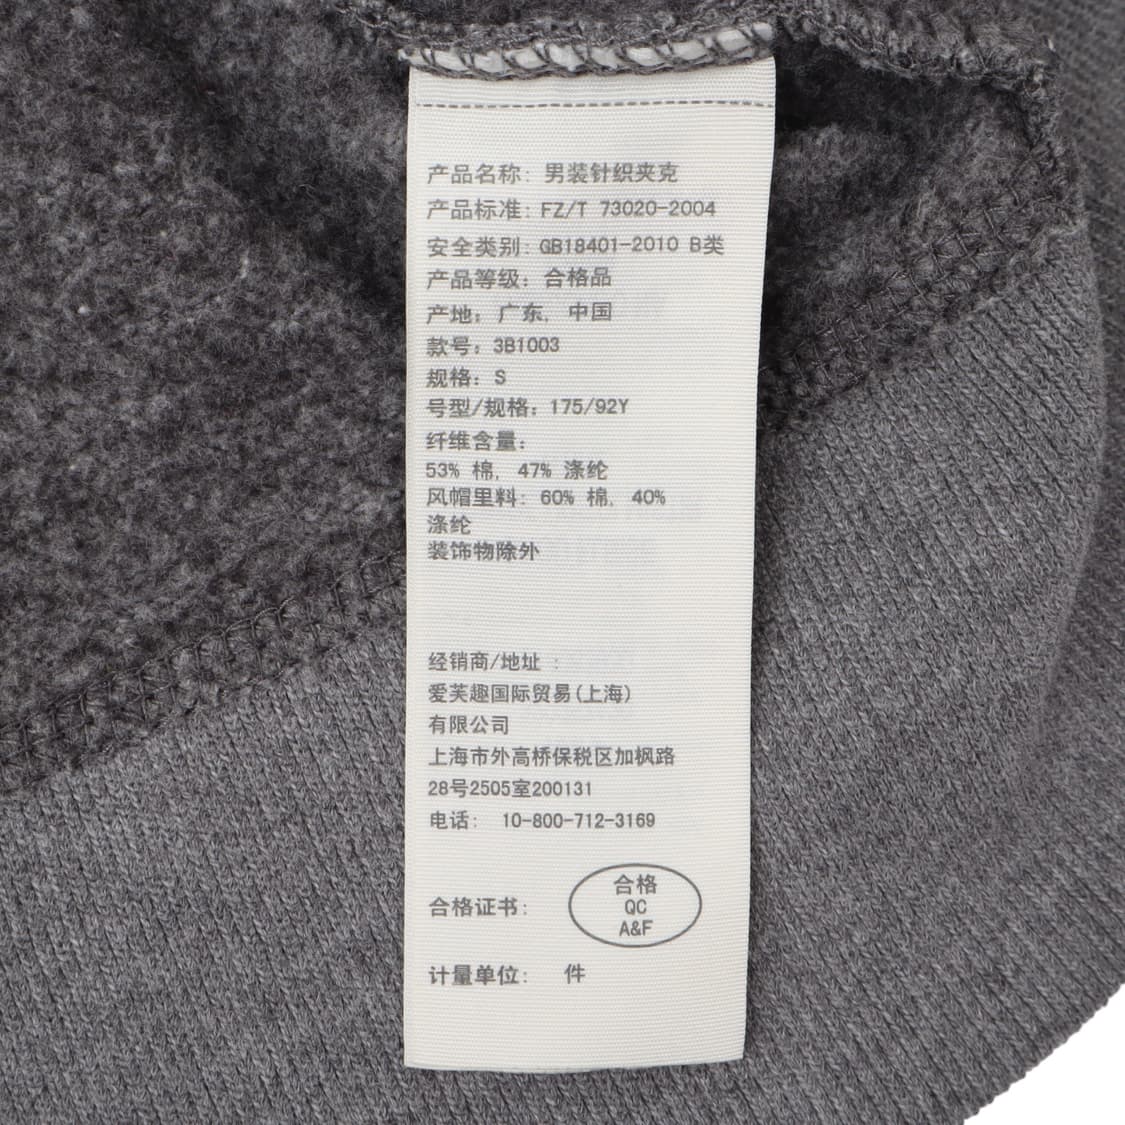 产品名称: 男装针织夹克
产品标准: FZ/T 73020-2004
安全类别: GB18401-2010 B类
产品等级: 合格品
产地: 广东, 中国
款号: 3B1003
规格: S
号型/规格: 175/92Y
纤维含量:
53% 棉, 47% 涤纶
风帽里料: 60% 棉, 40%
涤纶
装饰物除外
经销商/地址 :
爱芙趣国际贸易(上海)
有限公司
上海市外高桥保税区加枫路
28号2505室200131
电话: 10-800-712-3169
合格证书:
合格
QC
A&F
计量单位: 件